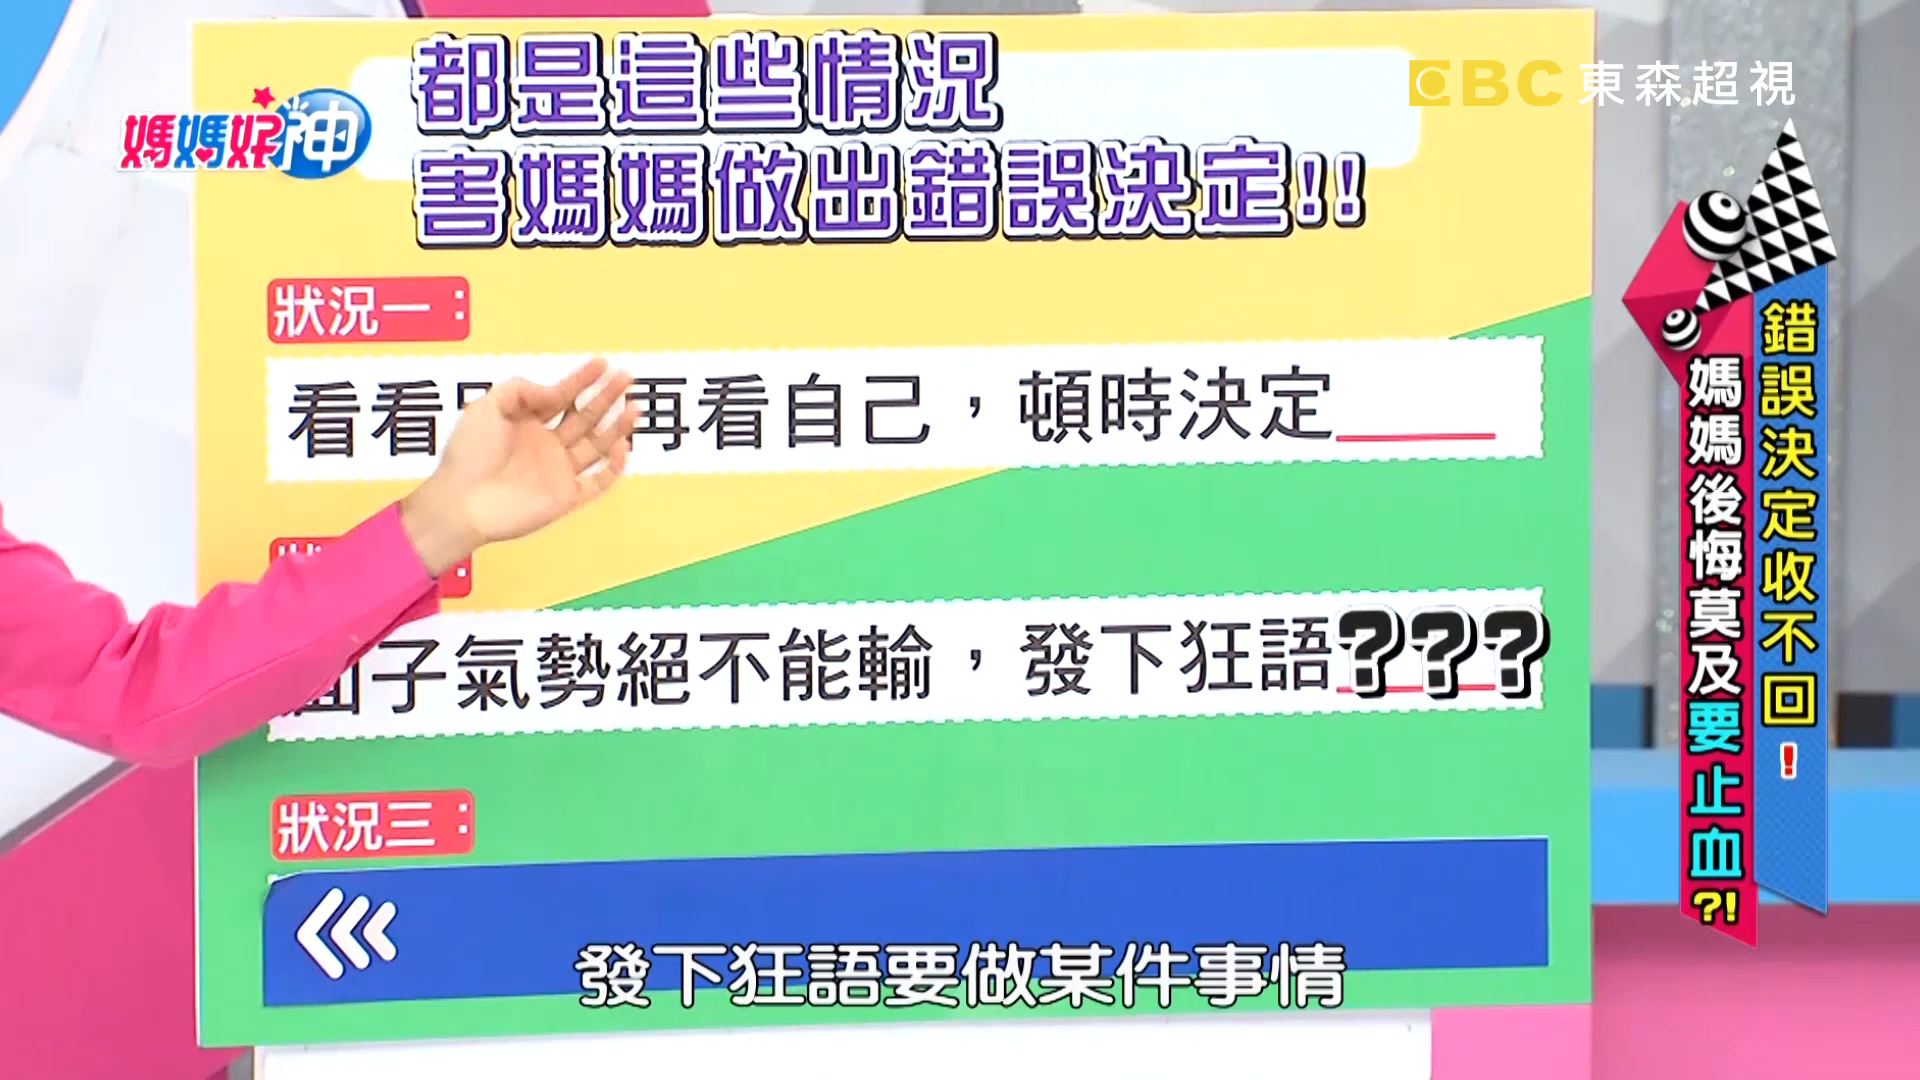 都是這些情況
害媽媽做出錯誤決定!!
媽媽好神
EBC 東森超視
狀況一：
看看 再看自己，頓時決定
面子氣勢絕不能輸，發下狂語???
狀況三：
發下狂語要做某件事情
錯誤決定收不回！
媽媽後悔莫及要止血?!